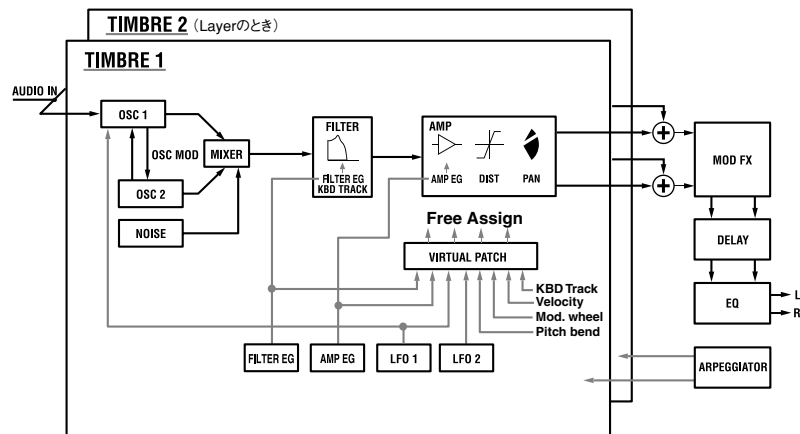 TIMBRE 2 (Layerのとき)
TIMBRE 1
AUDIO IN
OSC 1
OSC MOD
OSC 2
NOISE
MIXER
FILTER
FILTER EG
KBD TRACK
AMP
AMP EG
DIST
PAN
MOD FX
DELAY
EQ
L
R
Free Assign
VIRTUAL PATCH
KBD Track
Velocity
Mod. wheel
Pitch bend
FILTER EG
AMP EG
LFO 1
LFO 2
ARPEGGIATOR